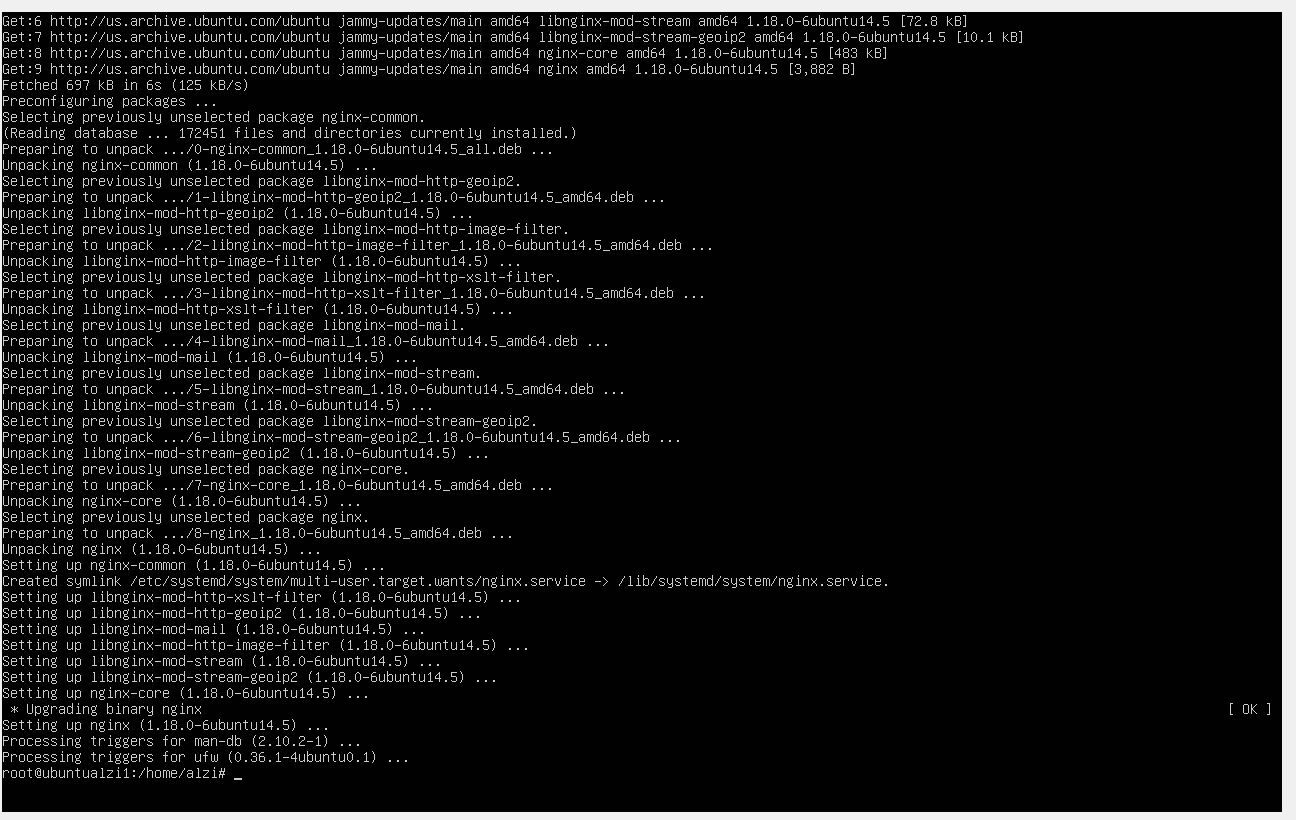 Get:6 http://us.archive.ubuntu.com/ubuntu jammy-updates/main amd64 libnginx-mod-stream amd64 1.18.0-6ubuntu14.5 [72.8 kB]
Get:7 http://us.archive.ubuntu.com/ubuntu jammy-updates/main amd64 libnginx-mod-stream-geoip2 amd64 1.18.0-6ubuntu14.5 [10.1 kB]
Get:8 http://us.archive.ubuntu.com/ubuntu jammy-updates/main amd64 nginx-core amd64 1.18.0-6ubuntu14.5 [483 kB]
Get:9 http://us.archive.ubuntu.com/ubuntu jammy-updates/main amd64 nginx amd64 1.18.0-6ubuntu14.5 [3,882 B]
Fetched 697 kB in 6s (125 kB/s)
Preconfiguring packages ...
Selecting previously unselected package nginx-common.
(Reading database ... 172451 files and directories currently installed.)
Preparing to unpack .../0-nginx-common_1.18.0-6ubuntu14.5_all.deb ...
Unpacking nginx-common (1.18.0-6ubuntu14.5) ...
Selecting previously unselected package libnginx-mod-http-geoip2.
Preparing to unpack .../1-libnginx-mod-http-geoip2_1.18.0-6ubuntu14.5_amd64.deb ...
Unpacking libnginx-mod-http-geoip2 (1.18.0-6ubuntu14.5) ...
Selecting previously unselected package libnginx-mod-http-image-filter.
Preparing to unpack .../2-libnginx-mod-http-image-filter_1.18.0-6ubuntu14.5_amd64.deb ...
Unpacking libnginx-mod-http-image-filter (1.18.0-6ubuntu14.5) ...
Selecting previously unselected package libnginx-mod-http-xslt-filter.
Preparing to unpack .../3-libnginx-mod-http-xslt-filter_1.18.0-6ubuntu14.5_amd64.deb ...
Unpacking libnginx-mod-http-xslt-filter (1.18.0-6ubuntu14.5) ...
Selecting previously unselected package libnginx-mod-mail.
Preparing to unpack .../4-libnginx-mod-mail_1.18.0-6ubuntu14.5_amd64.deb ...
Unpacking libnginx-mod-mail (1.18.0-6ubuntu14.5) ...
Selecting previously unselected package libnginx-mod-stream.
Preparing to unpack .../5-libnginx-mod-stream_1.18.0-6ubuntu14.5_amd64.deb ...
Unpacking libnginx-mod-stream (1.18.0-6ubuntu14.5) ...
Selecting previously unselected package libnginx-mod-stream-geoip2.
Preparing to unpack .../6-libnginx-mod-stream-geoip2_1.18.0-6ubuntu14.5_amd64.deb ...
Unpacking libnginx-mod-stream-geoip2 (1.18.0-6ubuntu14.5) ...
Selecting previously unselected package nginx-core.
Preparing to unpack .../7-nginx-core_1.18.0-6ubuntu14.5_amd64.deb ...
Unpacking nginx-core (1.18.0-6ubuntu14.5) ...
Selecting previously unselected package nginx.
Preparing to unpack .../8-nginx_1.18.0-6ubuntu14.5_amd64.deb ...
Unpacking nginx (1.18.0-6ubuntu14.5) ...
Setting up nginx-common (1.18.0-6ubuntu14.5) ...
Created symlink /etc/systemd/system/multi-user.target.wants/nginx.service -> /lib/systemd/system/nginx.service.
Setting up libnginx-mod-http-xslt-filter (1.18.0-6ubuntu14.5) ...
Setting up libnginx-mod-http-geoip2 (1.18.0-6ubuntu14.5) ...
Setting up libnginx-mod-mail (1.18.0-6ubuntu14.5) ...
Setting up libnginx-mod-http-image-filter (1.18.0-6ubuntu14.5) ...
Setting up libnginx-mod-stream (1.18.0-6ubuntu14.5) ...
Setting up libnginx-mod-stream-geoip2 (1.18.0-6ubuntu14.5) ...
Setting up nginx-core (1.18.0-6ubuntu14.5) ...
 * Upgrading binary nginx [ OK ]
Setting up nginx (1.18.0-6ubuntu14.5) ...
Processing triggers for man-db (2.10.2-1) ...
Processing triggers for ufw (0.36.1-4ubuntu0.1) ...
root@ubuntualzi1:/home/alzi# _